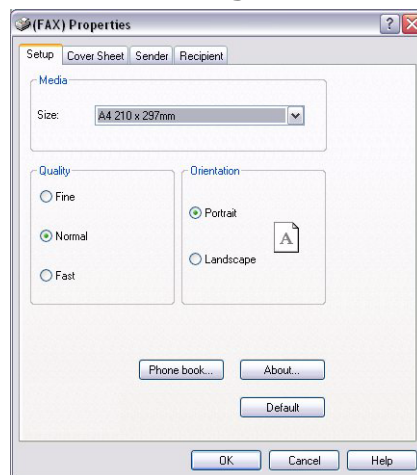 (FAX) Properties
Setup Cover Sheet Sender Recipient
Media
Size: A4 210 x 297mm
Quality
Fine
Normal
Fast
Orientation
Portrait
Landscape
A
Phone book... About...
Default
OK Cancel Help